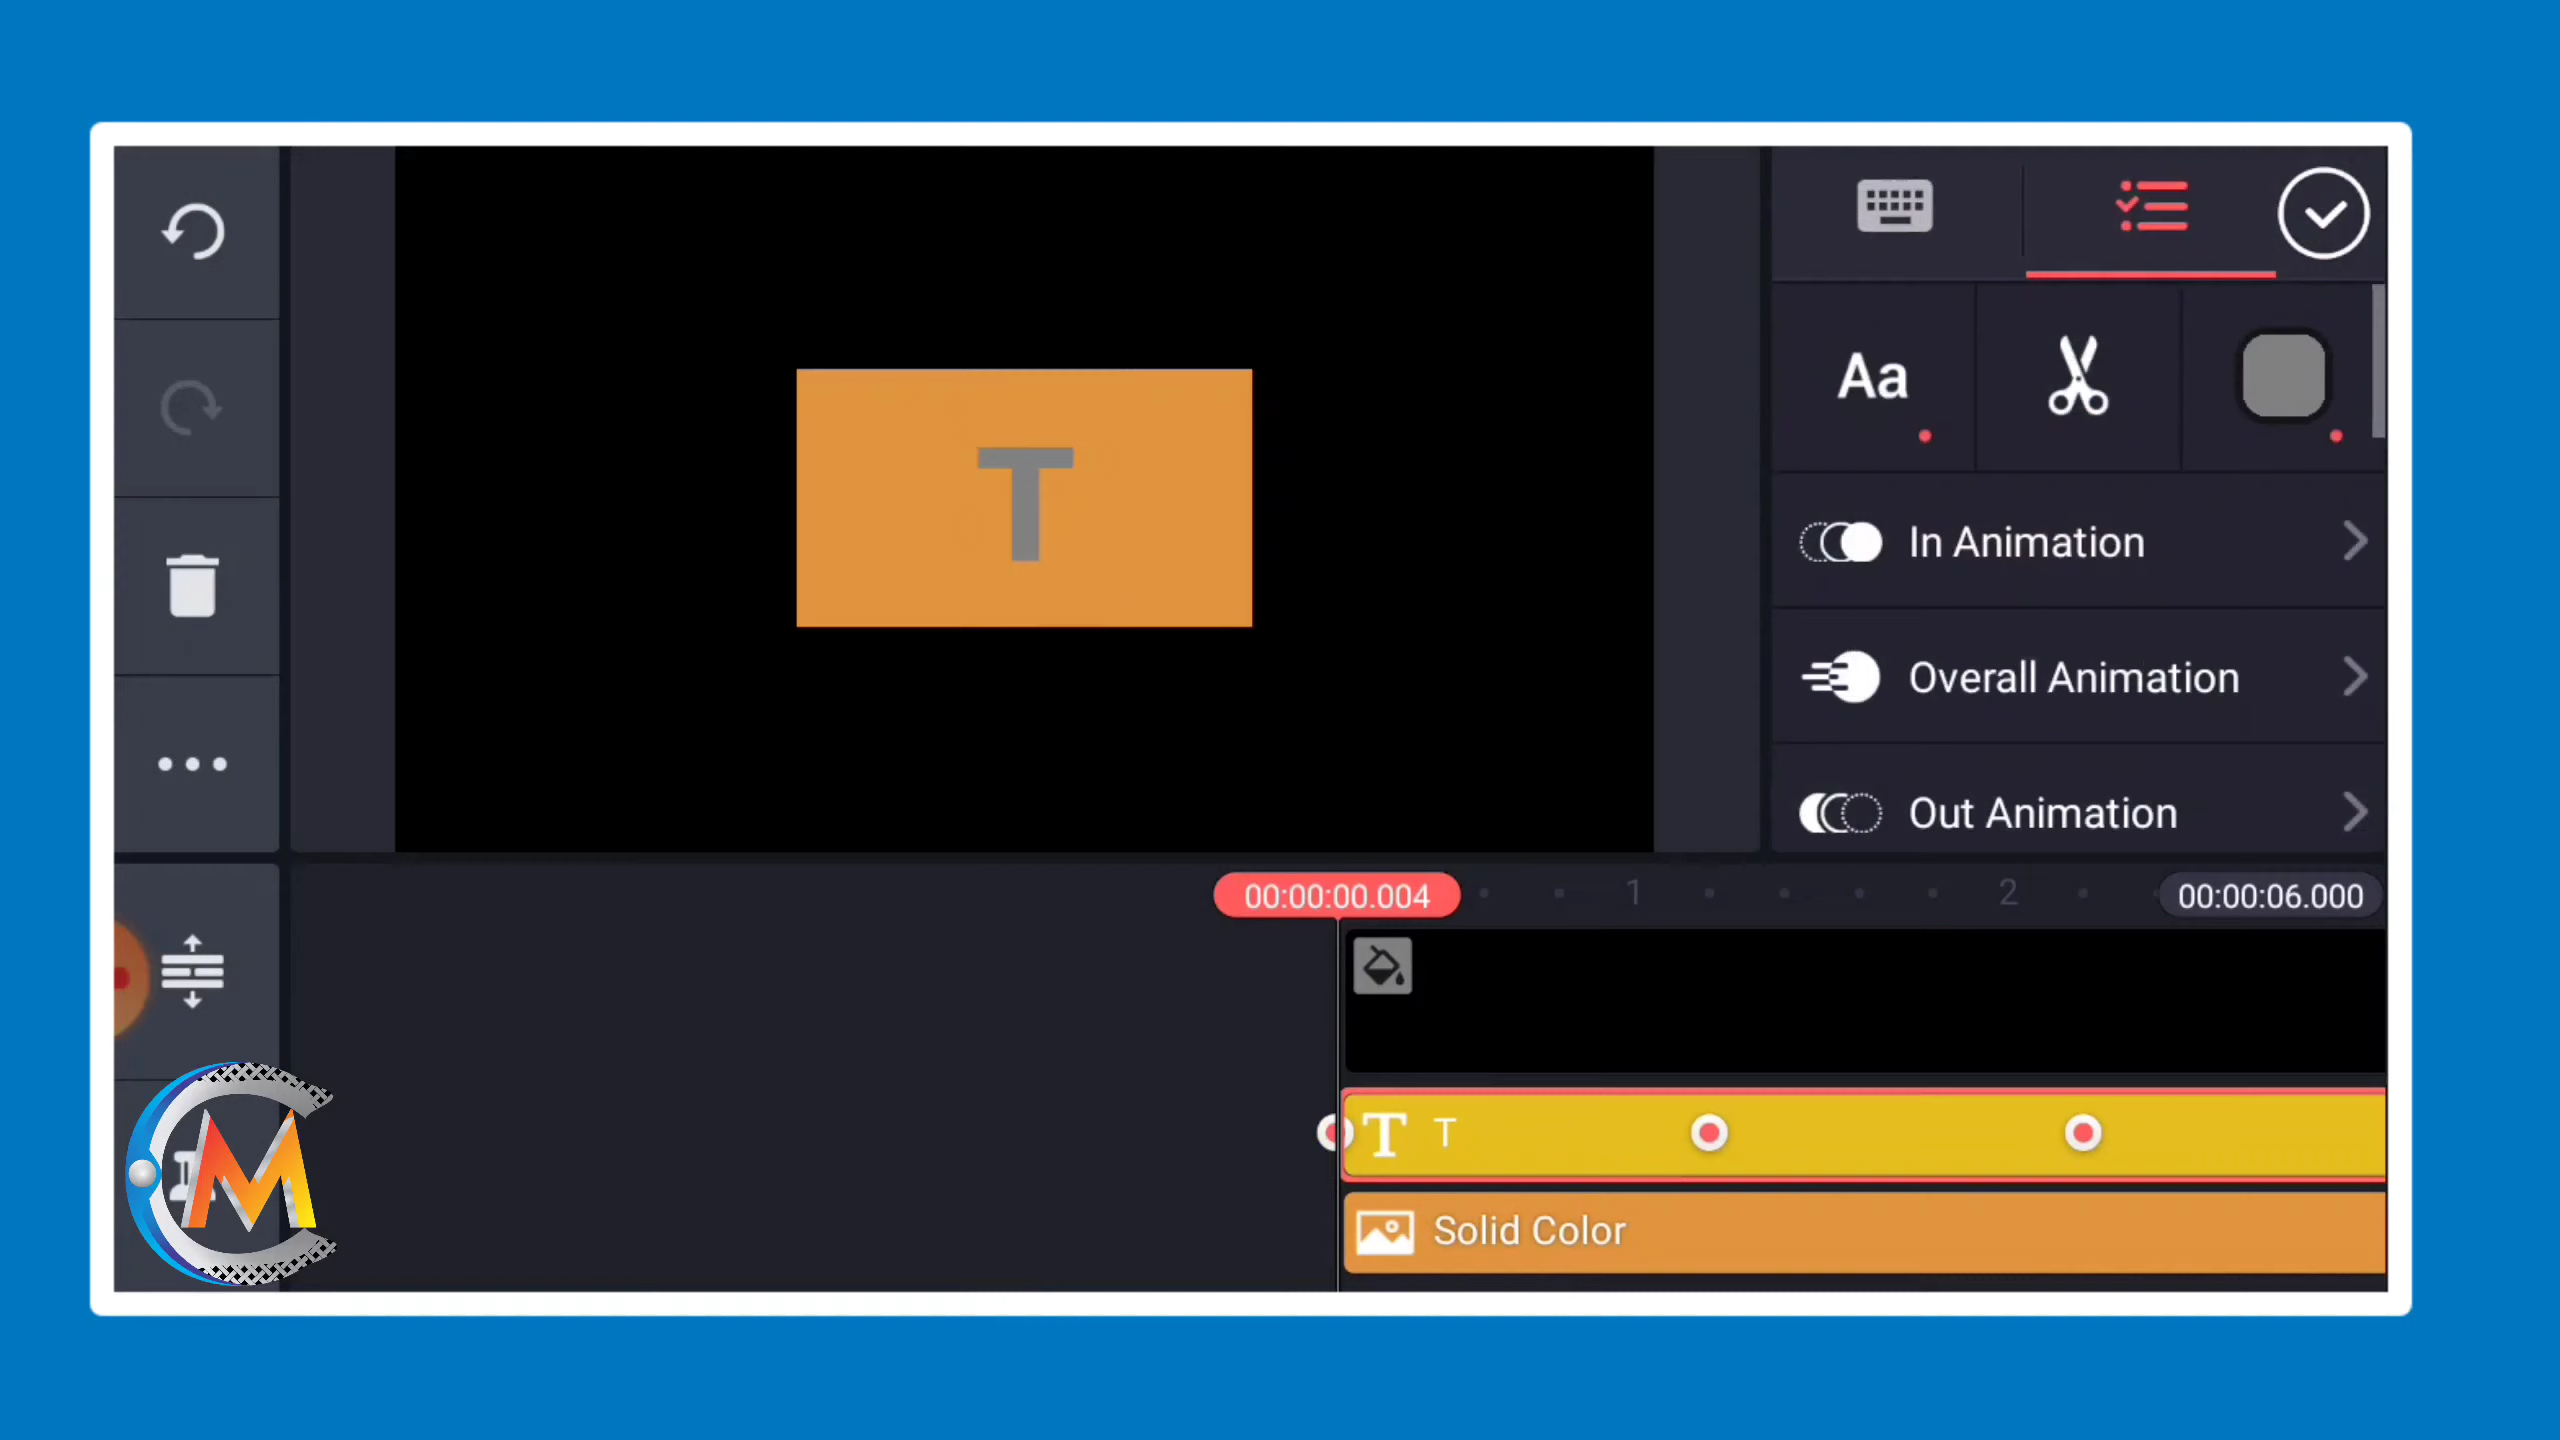 T
Aa
In Animation
Overall Animation
Out Animation
00:00:00.004
1
2
00:00:06.000
T T
Solid Color
CM